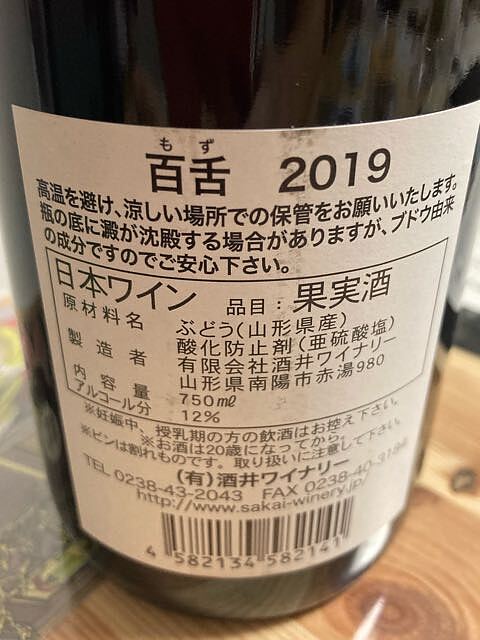 もず
百舌 2019
高温を避け、涼しい場所での保管をお願いいたします。
瓶の底に澱が沈殿する場合がありますが、ブドウ由来
の成分ですのでご安心下さい。
日本ワイン 品目：果実酒
原材料名 ぶどう(山形県産)
酸化防止剤(亜硫酸塩)
製造者 有限会社酒井ワイナリー
山形県南陽市赤湯980
内容量 750㎖
アルコール分 12%
※妊娠中、授乳期の方の飲酒はお控え下さい。
※お酒は20歳になってから。
※ビンは割れものです。取り扱いに注意して下さい。
(有)酒井ワイナリー
TEL 0238-43-2043 FAX 0238-40-3184
http://www.sakai-winery.jp/
4 582134 582141